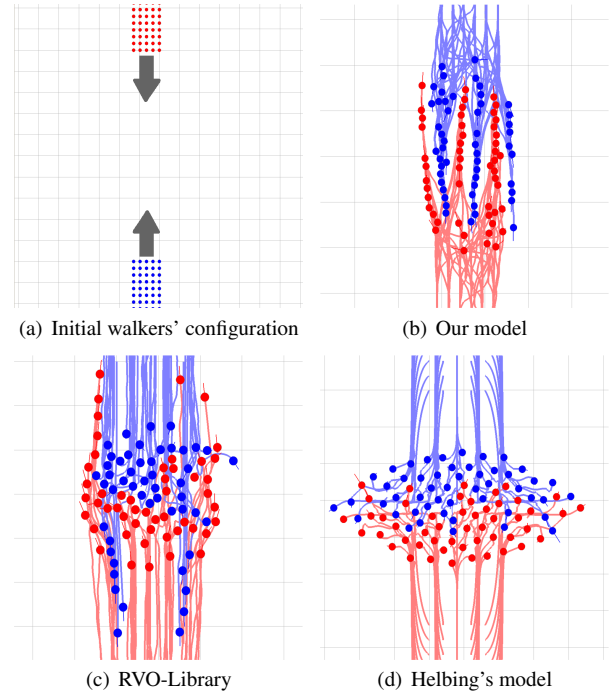 (a) Initial walkers' configuration
(b) Our model
(c) RVO-Library
(d) Helbing's model